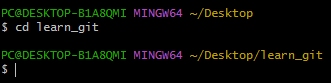 PC@DESKTOP-B1A8QMI MINGW64 ~/Desktop
$ cd learn_git
PC@DESKTOP-B1A8QMI MINGW64 ~/Desktop/learn_git
$